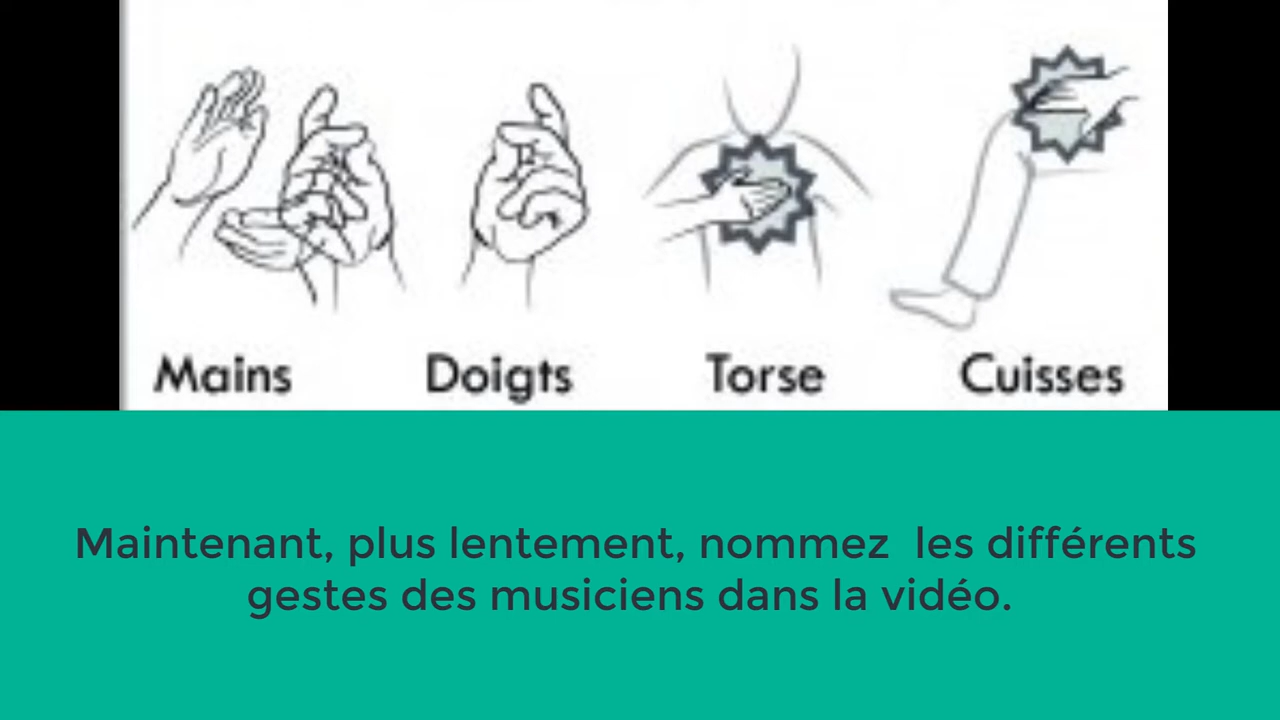 Mains Doigts Torse Cuisses
Maintenant, plus lentement, nommez  les différents
gestes des musiciens dans la vidéo.